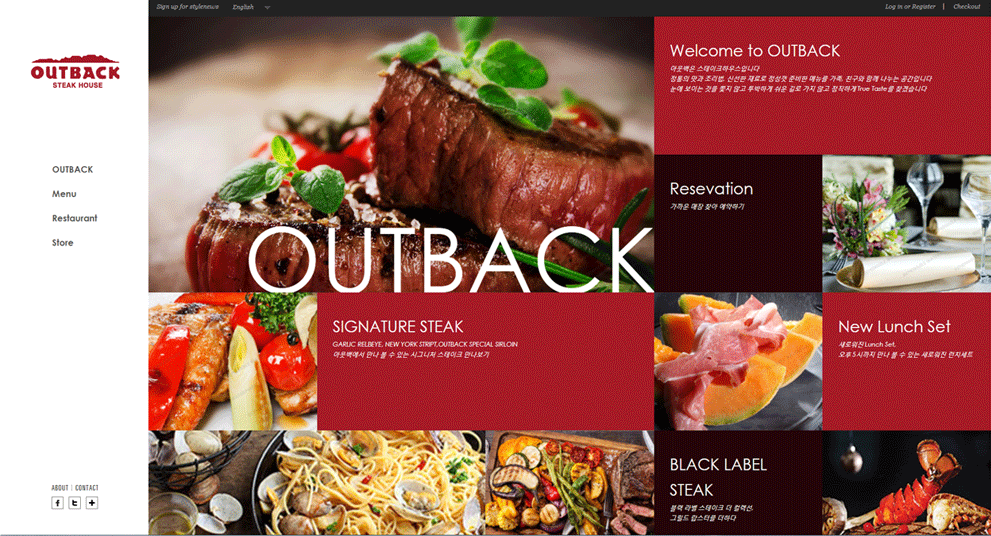 Sign up for stylenews
English
Log in or Register | Checkout
OUTBACK
STEAK HOUSE
OUTBACK
Menu
Restaurant
Store
ABOUT | CONTACT
OUTBACK
Welcome to OUTBACK
아웃백은 스테이크하우스입니다
정통의 맛과 조리법, 신선한 재료로 정성껏 준비한 메뉴를 가족, 친구와 함께 나누는 공간입니다
눈에 보이는 것을 쫓지 않고 투박하게 쉬운 길로 가지 않고 정직하게 True Taste를 찾겠습니다
Resevation
가까운 매장 찾아 예약하기
SIGNATURE STEAK
GARLIC RELBEYE, NEW YORK STRIPT,OUTBACK SPECIAL SIRLOIN
아웃백에서 만나 볼 수 있는 시그니처 스테이크 만나보기
New Lunch Set
새로워진 Lunch Set.
오후 5시까지 만나 볼 수 있는 새로워진 런치세트
BLACK LABEL
STEAK
블랙 라벨 스테이크 더 컬렉션.
그릴드 랍스터를 더하다